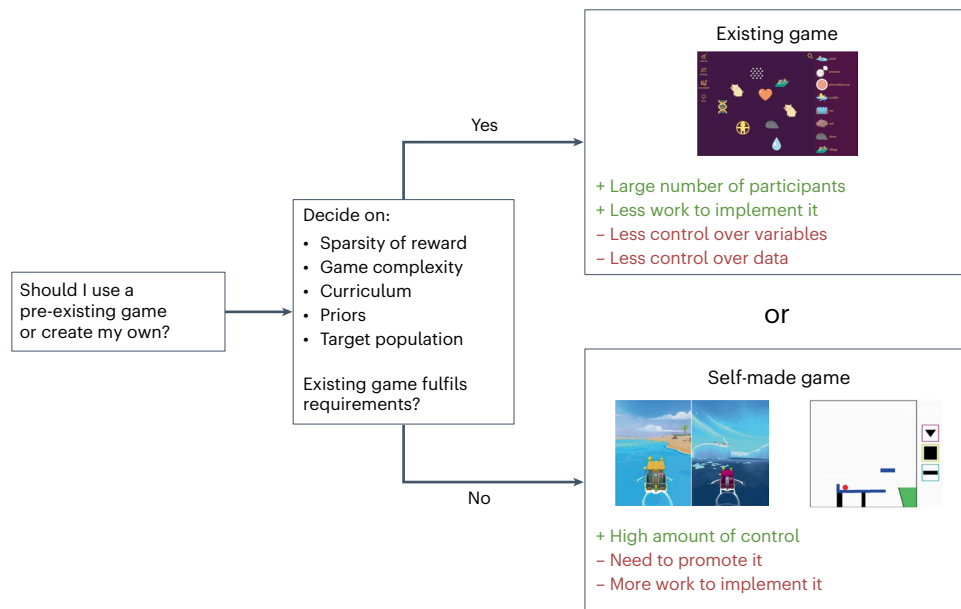 Should I use a
pre-existing game
or create my own?
Decide on:
• Sparsity of reward
• Game complexity
• Curriculum
• Priors
• Target population
Existing game fulfils
requirements?
Yes
No
Existing game
+ Large number of participants
+ Less work to implement it
– Less control over variables
– Less control over data
or
Self-made game
+ High amount of control
– Need to promote it
– More work to implement it